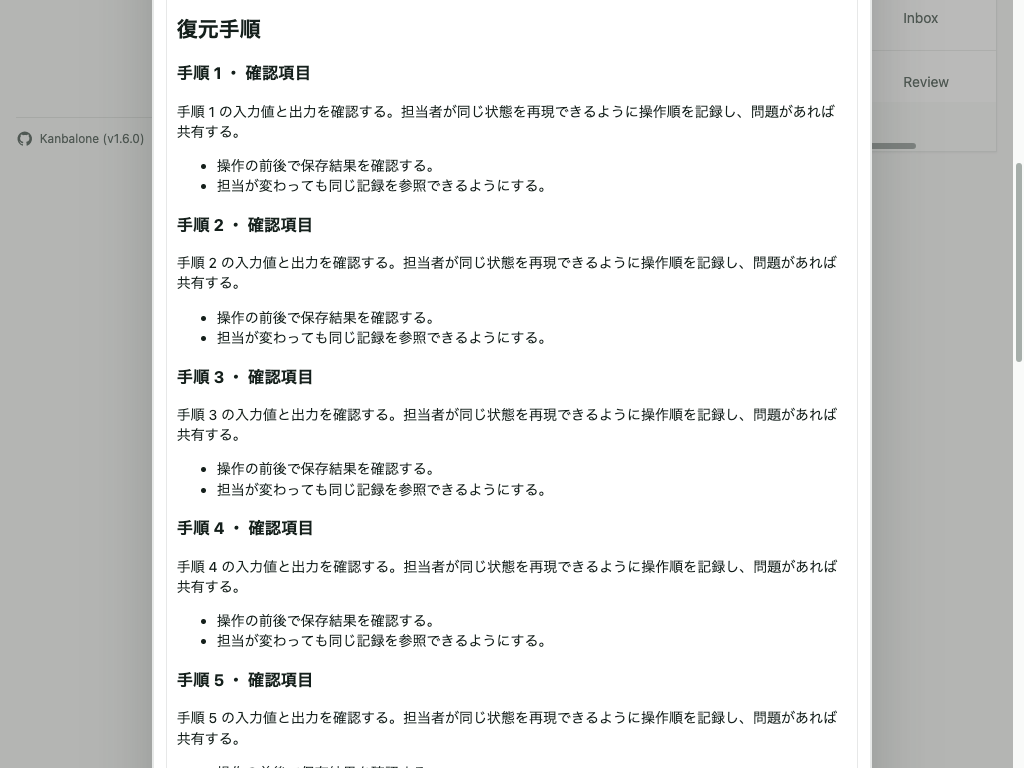 復元手順
手順 1 ・ 確認項目
手順 1 の入力値と出力を確認する。担当者が同じ状態を再現できるように操作順を記録し、問題があれば
共有する。
操作の前後で保存結果を確認する。
担当が変わっても同じ記録を参照できるようにする。
手順 2 ・ 確認項目
手順 2 の入力値と出力を確認する。担当者が同じ状態を再現できるように操作順を記録し、問題があれば
共有する。
操作の前後で保存結果を確認する。
担当が変わっても同じ記録を参照できるようにする。
手順 3 ・ 確認項目
手順 3 の入力値と出力を確認する。担当者が同じ状態を再現できるように操作順を記録し、問題があれば
共有する。
操作の前後で保存結果を確認する。
担当が変わっても同じ記録を参照できるようにする。
手順 4 ・ 確認項目
手順 4 の入力値と出力を確認する。担当者が同じ状態を再現できるように操作順を記録し、問題があれば
共有する。
操作の前後で保存結果を確認する。
担当が変わっても同じ記録を参照できるようにする。
手順 5 ・ 確認項目
手順 5 の入力値と出力を確認する。担当者が同じ状態を再現できるように操作順を記録し、問題があれば
共有する。
Kanbalone (v1.6.0)
Inbox
Review